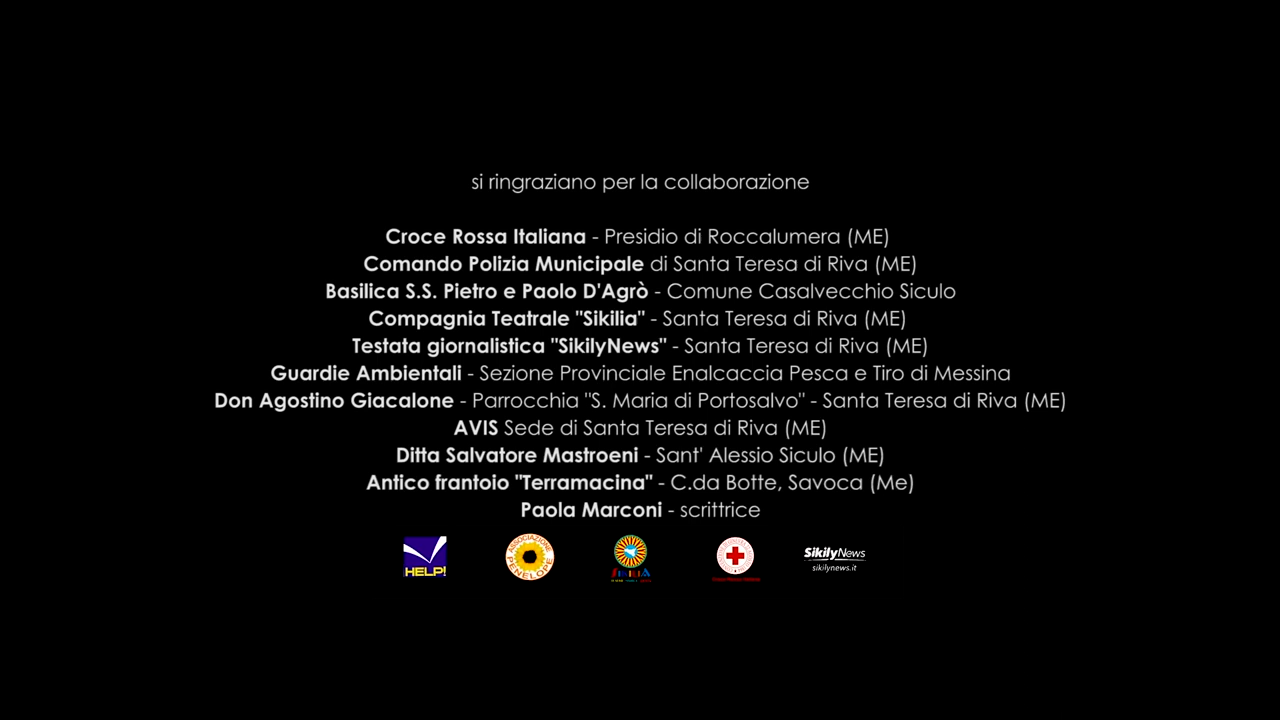 si ringraziano per la collaborazione
Croce Rossa Italiana - Presidio di Roccalumera (ME)
Comando Polizia Municipale di Santa Teresa di Riva (ME)
Basilica S.S. Pietro e Paolo D'Agrò - Comune Casalvecchio Siculo
Compagnia Teatrale "Sikilia" - Santa Teresa di Riva (ME)
Testata giornalistica "SikilyNews" - Santa Teresa di Riva (ME)
Guardie Ambientali - Sezione Provinciale Enalcaccia Pesca e Tiro di Messina
Don Agostino Giacalone - Parrocchia "S. Maria di Portosalvo" - Santa Teresa di Riva (ME)
AVIS Sede di Santa Teresa di Riva (ME)
Ditta Salvatore Mastroeni - Sant' Alessio Siculo (ME)
Antico frantoio "Terramacina" - C.da Botte, Savoca (Me)
Paola Marconi - scrittrice
HELP!
ASSOCIAZIONE PENELOPE
SikilyNews
sikilynews.it